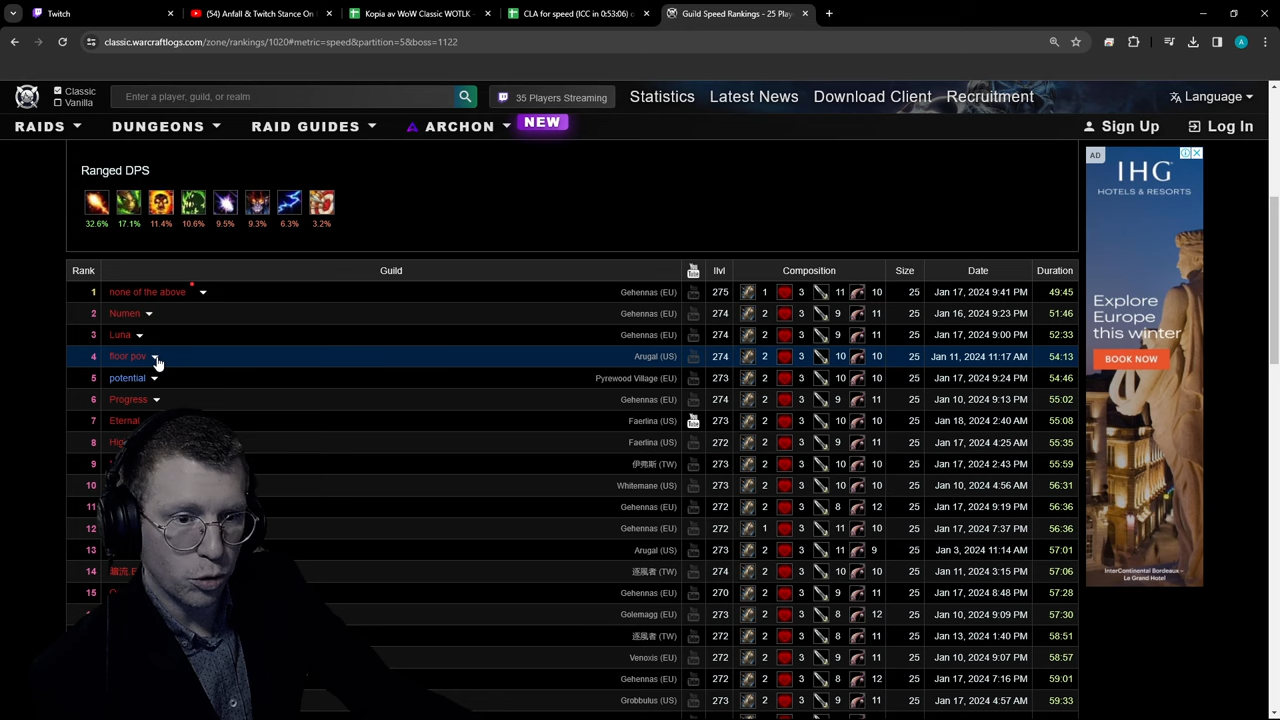 Twitch
(54) Anfall & Twitch Stance On
Kopia av WoW Classic WOTLK
CLA for speed (ICC in 0:53:06)
Guild Speed Rankings - 25 Play
classic.warcraftlogs.com/zone/rankings/1020#metric=speed&partition=5&boss=1122
A
Classic
Vanilla
Enter a player, guild, or realm
35 Players Streaming
Statistics Latest News Download Client Recruitment
Language
RAIDS DUNGEONS RAID GUIDES ARCHON NEW
Sign Up Log In
Ranged DPS
32.6% 17.1% 11.4% 10.6% 9.5% 9.3% 6.3% 3.2%
Rank Guild ilvl Composition Size Date Duration
1 none of the above Gehennas (EU) 275 1 3 11 10 25 Jan 17, 2024 9:41 PM 49:45
2 Numen Gehennas (EU) 274 2 3 9 11 25 Jan 16, 2024 9:23 PM 51:46
3 Luna Gehennas (EU) 274 2 3 9 11 25 Jan 17, 2024 9:00 PM 52:33
4 floor pov Arugal (US) 274 2 3 10 10 25 Jan 11, 2024 11:17 AM 54:13
5 potential Pyrewood Village (EU) 273 2 3 10 10 25 Jan 17, 2024 9:24 PM 54:46
6 Progress Gehennas (EU) 274 2 3 9 11 25 Jan 10, 2024 9:13 PM 55:02
7 Eternal Faerlina (US) 273 2 3 10 10 25 Jan 18, 2024 2:40 AM 55:08
8 Faerlina (US) 272 2 3 9 11 25 Jan 17, 2024 4:25 AM 55:35
9 伊弗斯 (TW) 273 2 3 10 10 25 Jan 17, 2024 2:43 PM 55:59
10 Whitemane (US) 273 2 3 10 10 25 Jan 10, 2024 4:56 AM 56:31
11 Gehennas (EU) 272 2 3 8 12 25 Jan 17, 2024 9:19 PM 56:36
12 Gehennas (EU) 272 1 3 11 10 25 Jan 17, 2024 7:37 PM 56:36
13 Arugal (US) 273 2 3 11 9 25 Jan 3, 2024 11:14 AM 57:01
14 逐風者 (TW) 274 2 3 10 10 25 Jan 11, 2024 3:15 PM 57:06
15 Gehennas (EU) 270 2 3 9 11 25 Jan 17, 2024 8:48 PM 57:28
Golemagg (EU) 273 2 3 8 12 25 Jan 10, 2024 9:09 PM 57:30
逐風者 (TW) 272 2 3 8 11 25 Jan 13, 2024 1:40 PM 58:51
Venoxis (EU) 272 2 3 9 11 25 Jan 10, 2024 9:07 PM 58:57
Gehennas (EU) 272 2 3 8 12 25 Jan 17, 2024 7:16 PM 59:01
Grobbulus (US) 273 2 3 9 11 25 Jan 17, 2024 4:57 AM 59:33
AD
IHG
HOTELS & RESORTS
Explore
Europe
this winter
BOOK NOW
InterContinental Bordeaux -
Le Grand Hotel